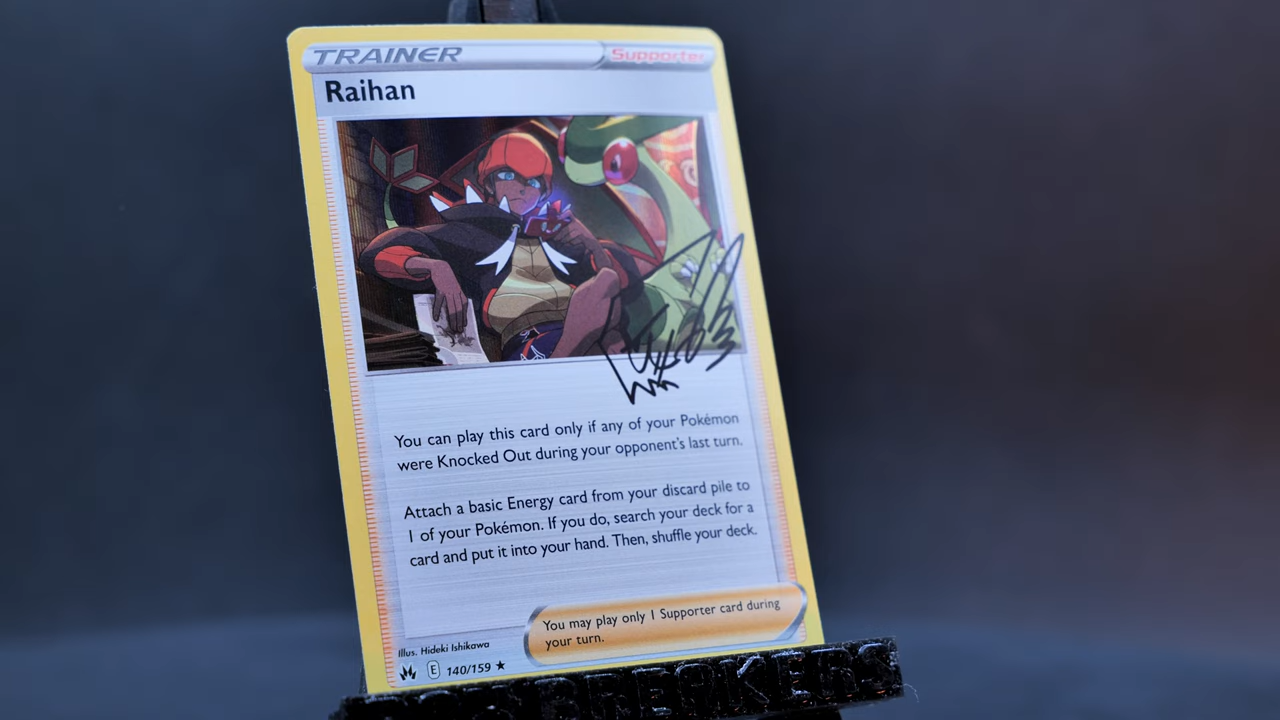 TRAINER Supporter
Raihan
You can play this card only if any of your Pokémon
were Knocked Out during your opponent's last turn.
Attach a basic Energy card from your discard pile to
1 of your Pokémon. If you do, search your deck for a
card and put it into your hand. Then, shuffle your deck.
You may play only 1 Supporter card during
your turn.
Illus. Hideki Ishikawa
E 140/159 ★
BREAKERS